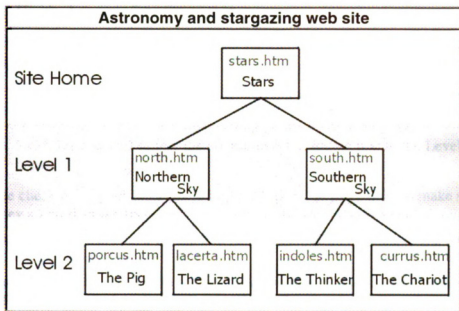 Astronomy and stargazing web site
Site Home
stars.htm
Stars
Level 1
north.htm
Northern
Sky
south.htm
Southern
Sky
Level 2
porcus.htm
The Pig
lacerta.htm
The Lizard
indoles.htm
The Thinker
currus.htm
The Chariot